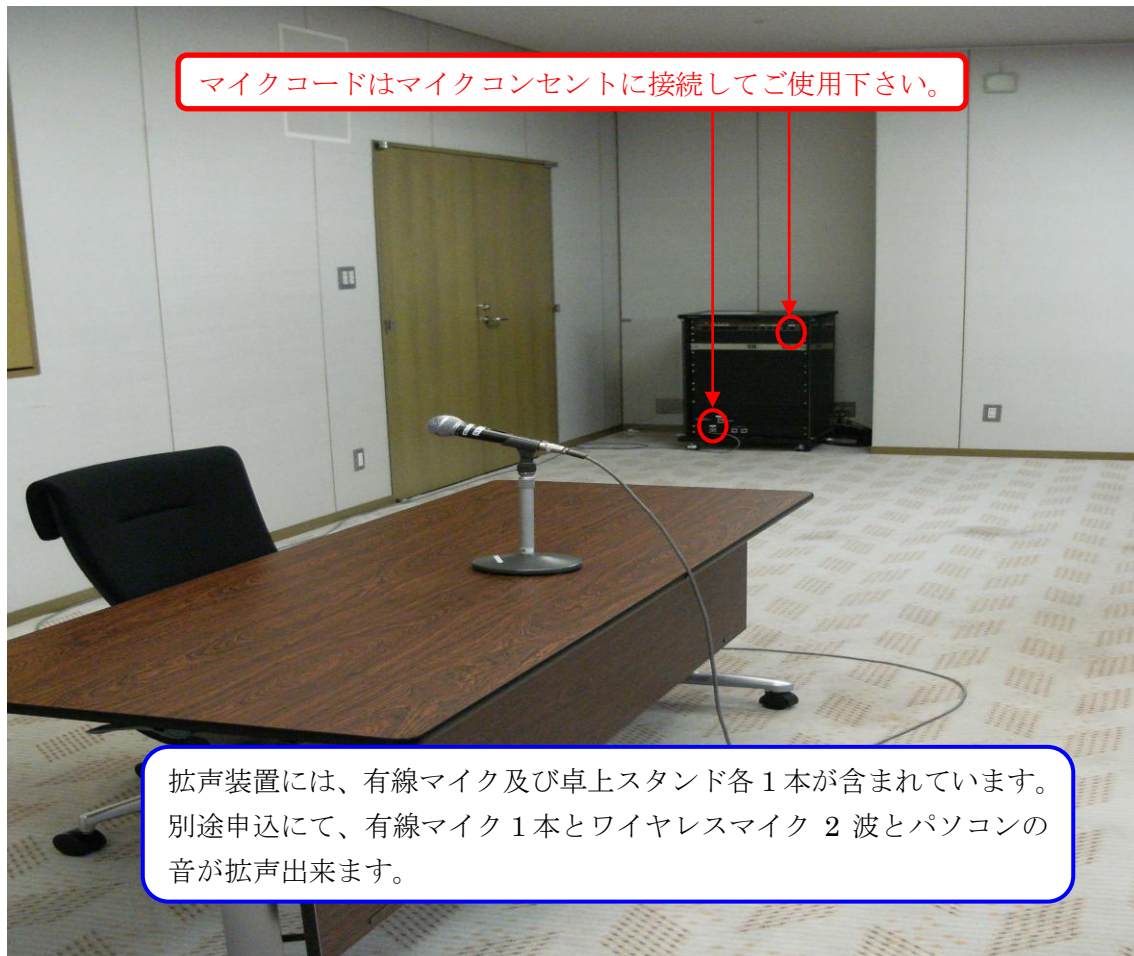 マイクコードはマイクコンセントに接続してご使用下さい。
拡声装置には、有線マイク及び卓上スタンド各１本が含まれています。
別途申込にて、有線マイク１本とワイヤレスマイク 2 波とパソコンの
音が拡声出来ます。